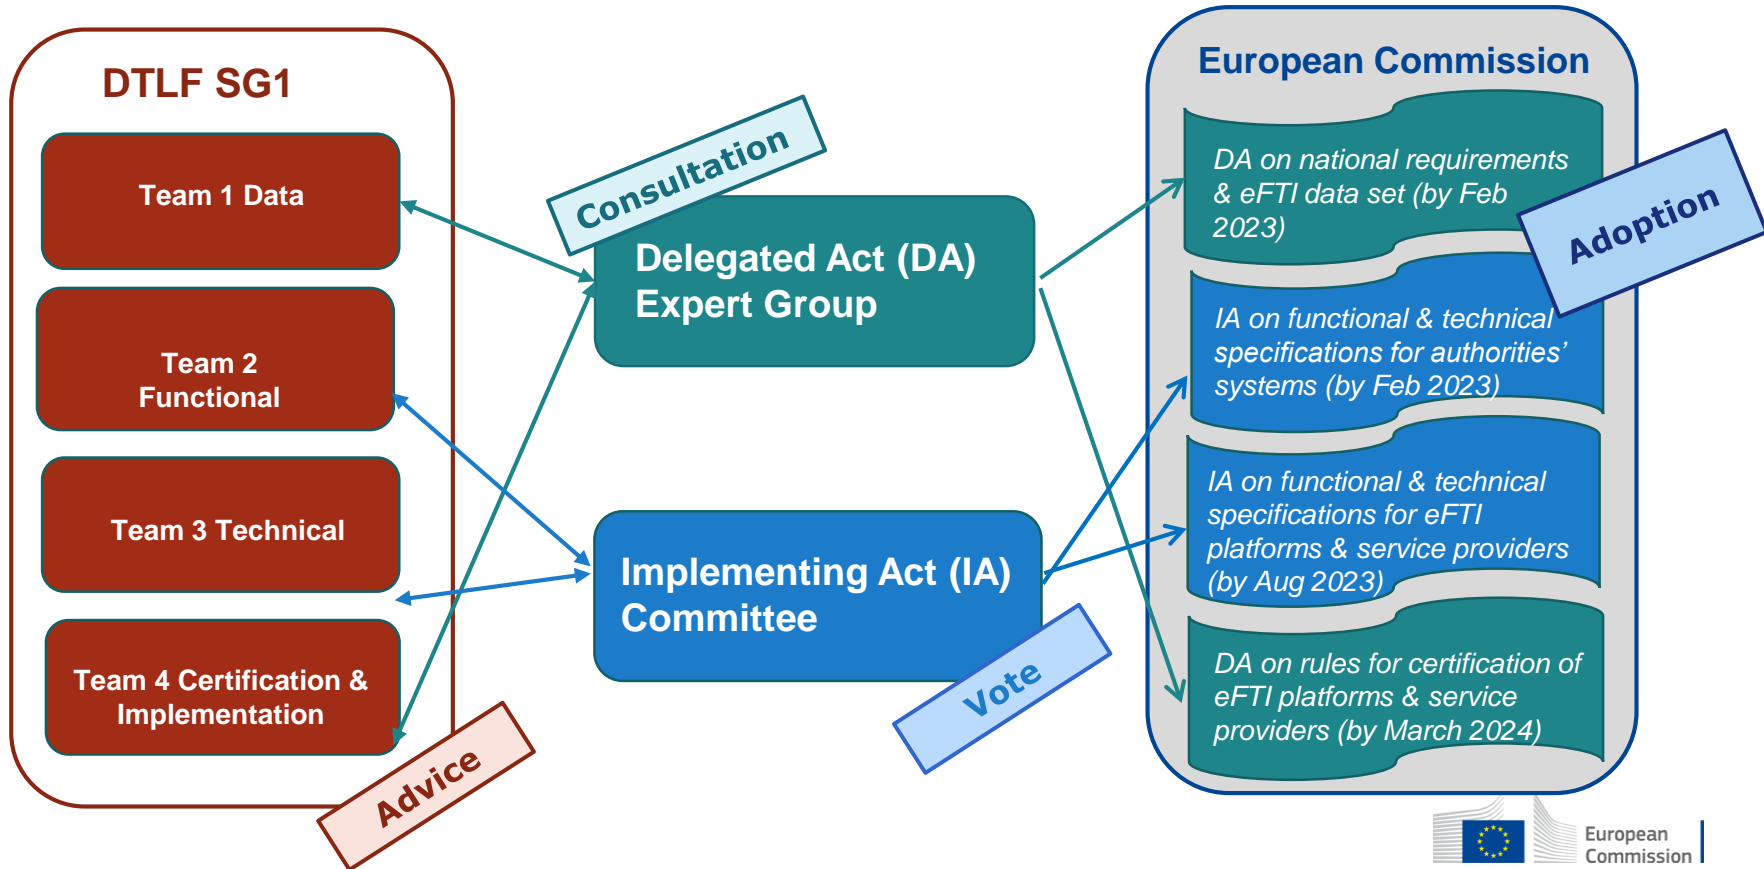 DTLF SG1
Team 1 Data
Team 2
Functional
Team 3 Technical
Team 4 Certification &
Implementation
Advice
Consultation
Delegated Act (DA)
Expert Group
Implementing Act (IA)
Committee
Vote
European Commission
DA on national requirements
& eFTI data set (by Feb
2023)
Adoption
IA on functional & technical
specifications for authorities’
systems (by Feb 2023)
IA on functional & technical
specifications for eFTI
platforms & service providers
(by Aug 2023)
DA on rules for certification of
eFTI platforms & service
providers (by March 2024)
European
Commission